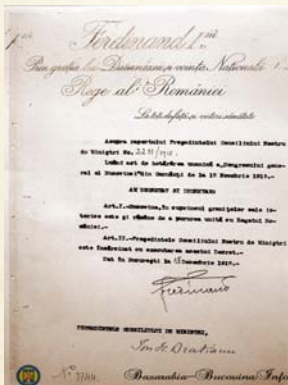 Ferdinand I
Prin grația lui Dumnezeu și voința Națională
Rege al României
La toți de față și viitori, sănătate
Asupra raportului Președintelui Consiliului Nostru
de Miniștri No.
Luând act de hotărârea unanimă a Congresului gene-
ral al Bucovinei din Cernăuți de la 15 Noemvrie 1918.-
AM DECRETAT ȘI DECRETĂM
Art.I.-Bucovina, în cuprinsul granițelor sale is-
torice este și rămâne de a pururea unită cu Regatul Ro-
mâniei.-
Art.II.-Președintele Consiliului Nostru de Miniștri
este însărcinat cu executarea acestui Decret.-
Dat în București la 18 Decemvrie 1918.-
Ferdinand
PREȘEDINTELE CONSILIULUI DE MINIȘTRI,
Ion I.C. Bratianu
No
Basarabia-Bucovina.Info